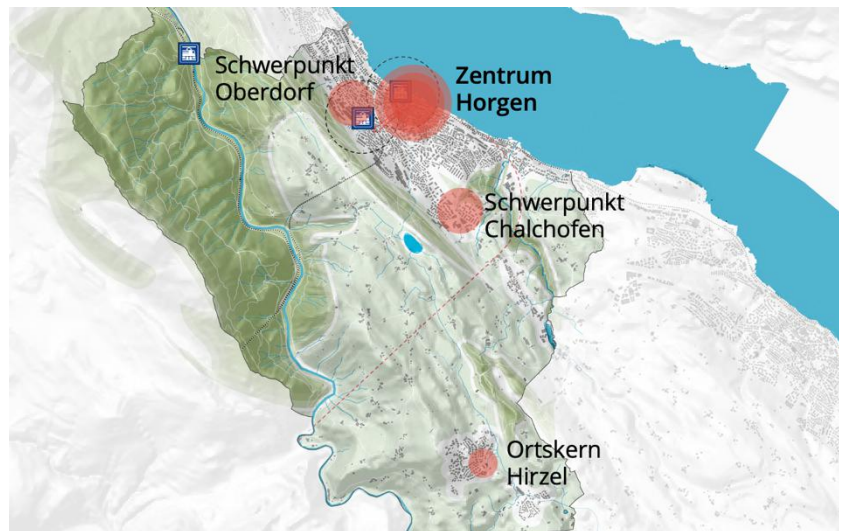 Schwerpunkt
Oberdorf
Zentrum
Horgen
Schwerpunkt
Chalchofen
Ortskern
Hirzel